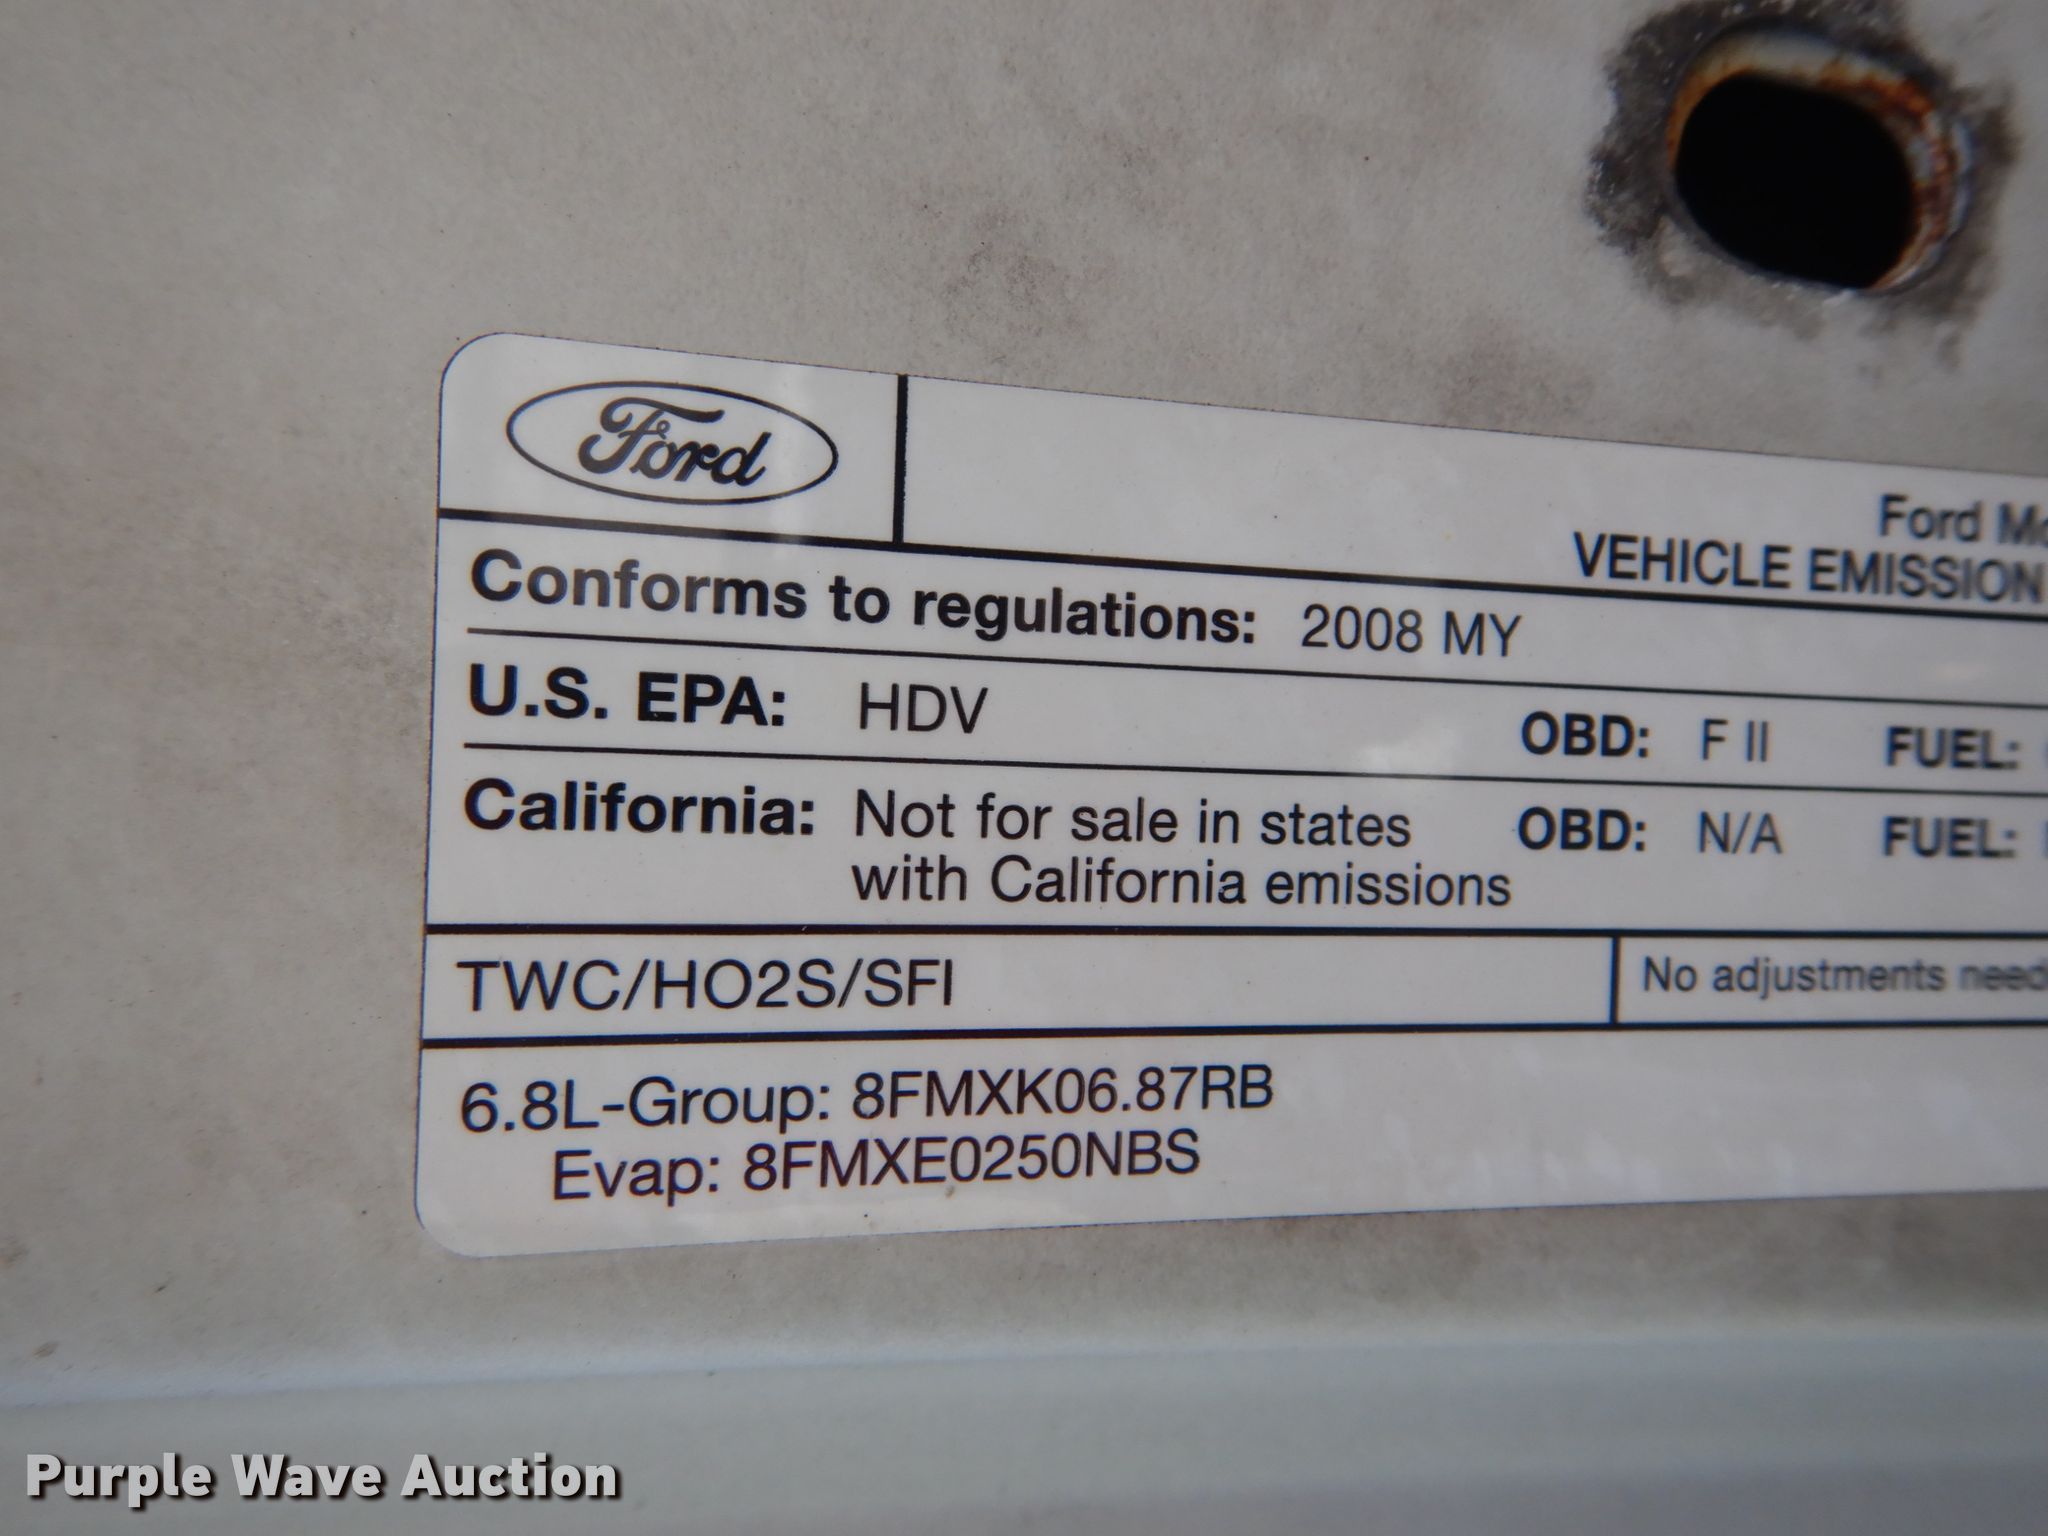 Ford
Ford
VEHICLE EMISSION
Conforms to regulations: 2008 MY
U.S. EPA: HDV OBD: F II FUEL:
California: Not for sale in states OBD: N/A FUEL:
with California emissions
TWC/HO2S/SFI No adjustments
6.8L-Group: 8FMXK06.87RB
Evap: 8FMXE0250NBS
Purple Wave Auction